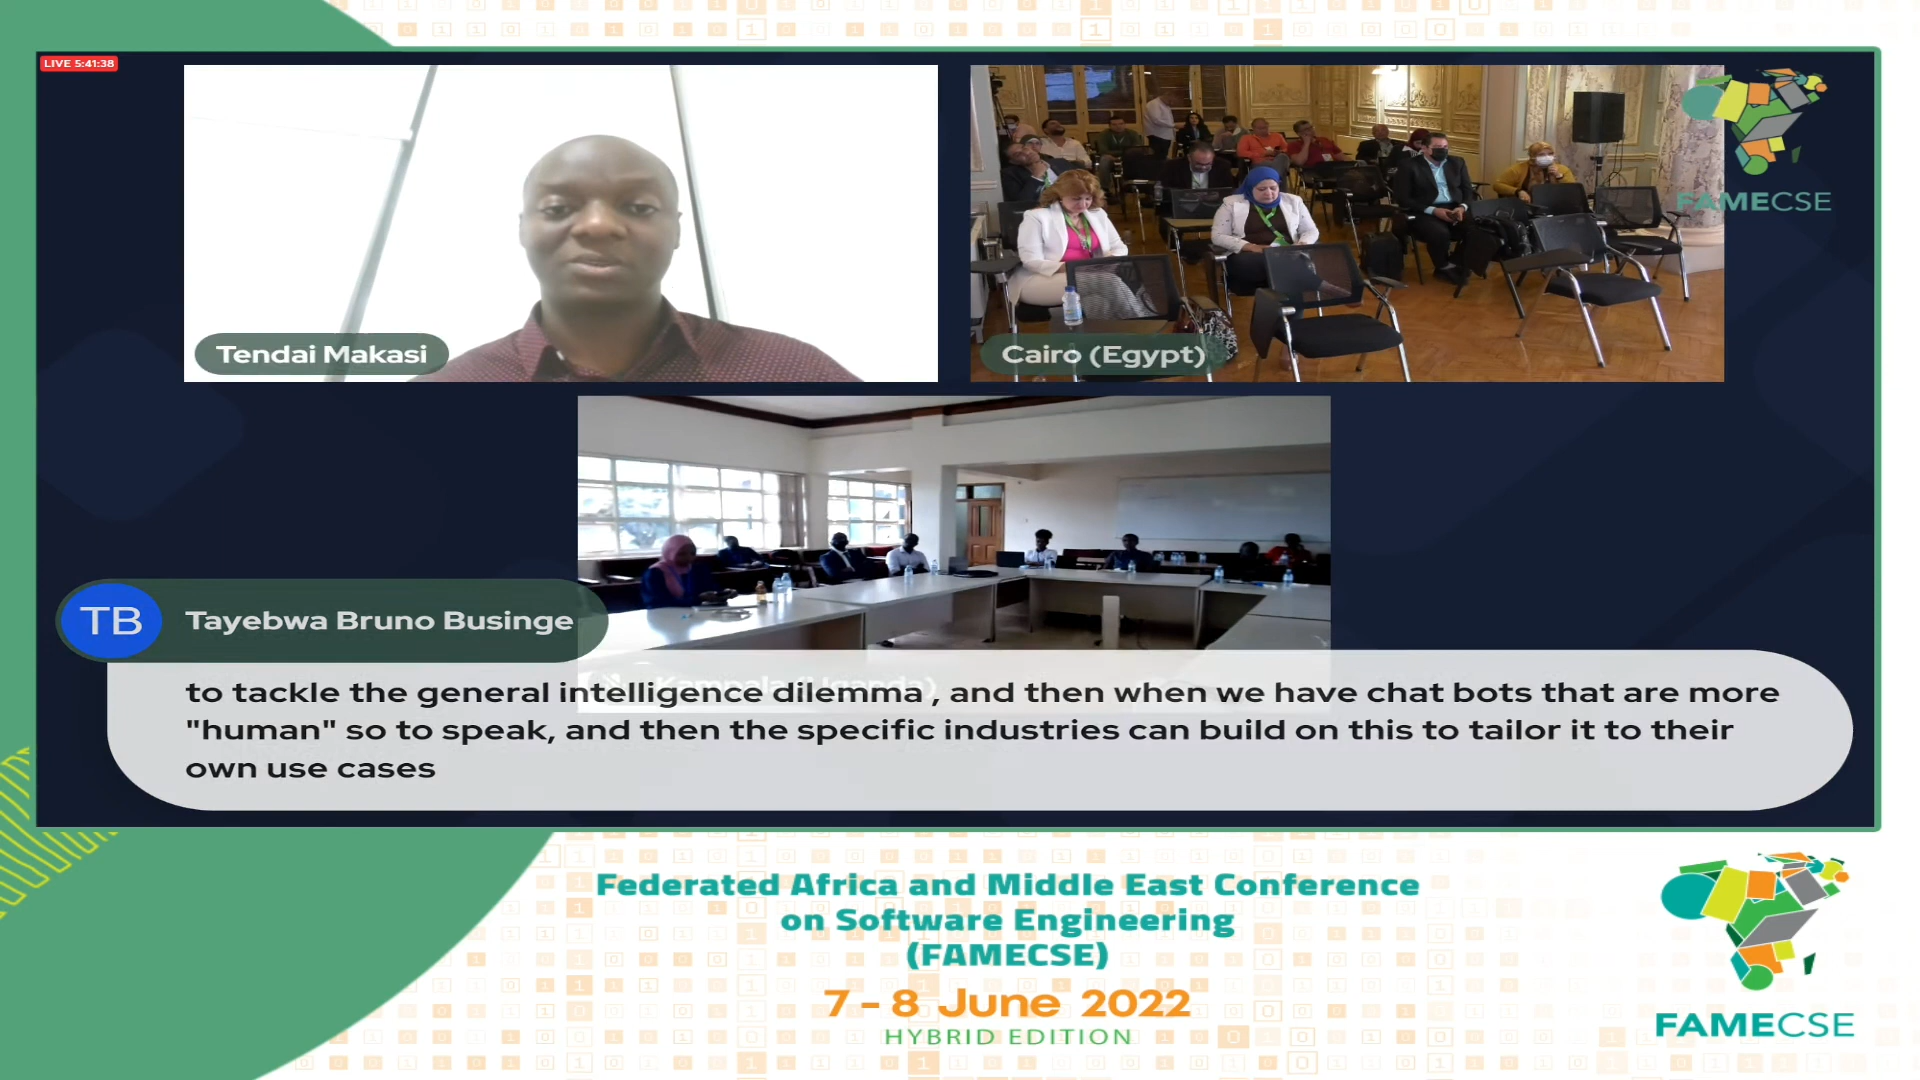 LIVE 5:41:38
FAMECSE
Tendai Makasi
Cairo (Egypt)
Kampala (Uganda)
TB
Tayebwa Bruno Businge
to tackle the general intelligence dilemma , and then when we have chat bots that are more
"human" so to speak, and then the specific industries can build on this to tailor it to their
own use cases
Federated Africa and Middle East Conference
on Software Engineering
(FAMECSE)
7 - 8 June 2022
HYBRID EDITION
FAMECSE